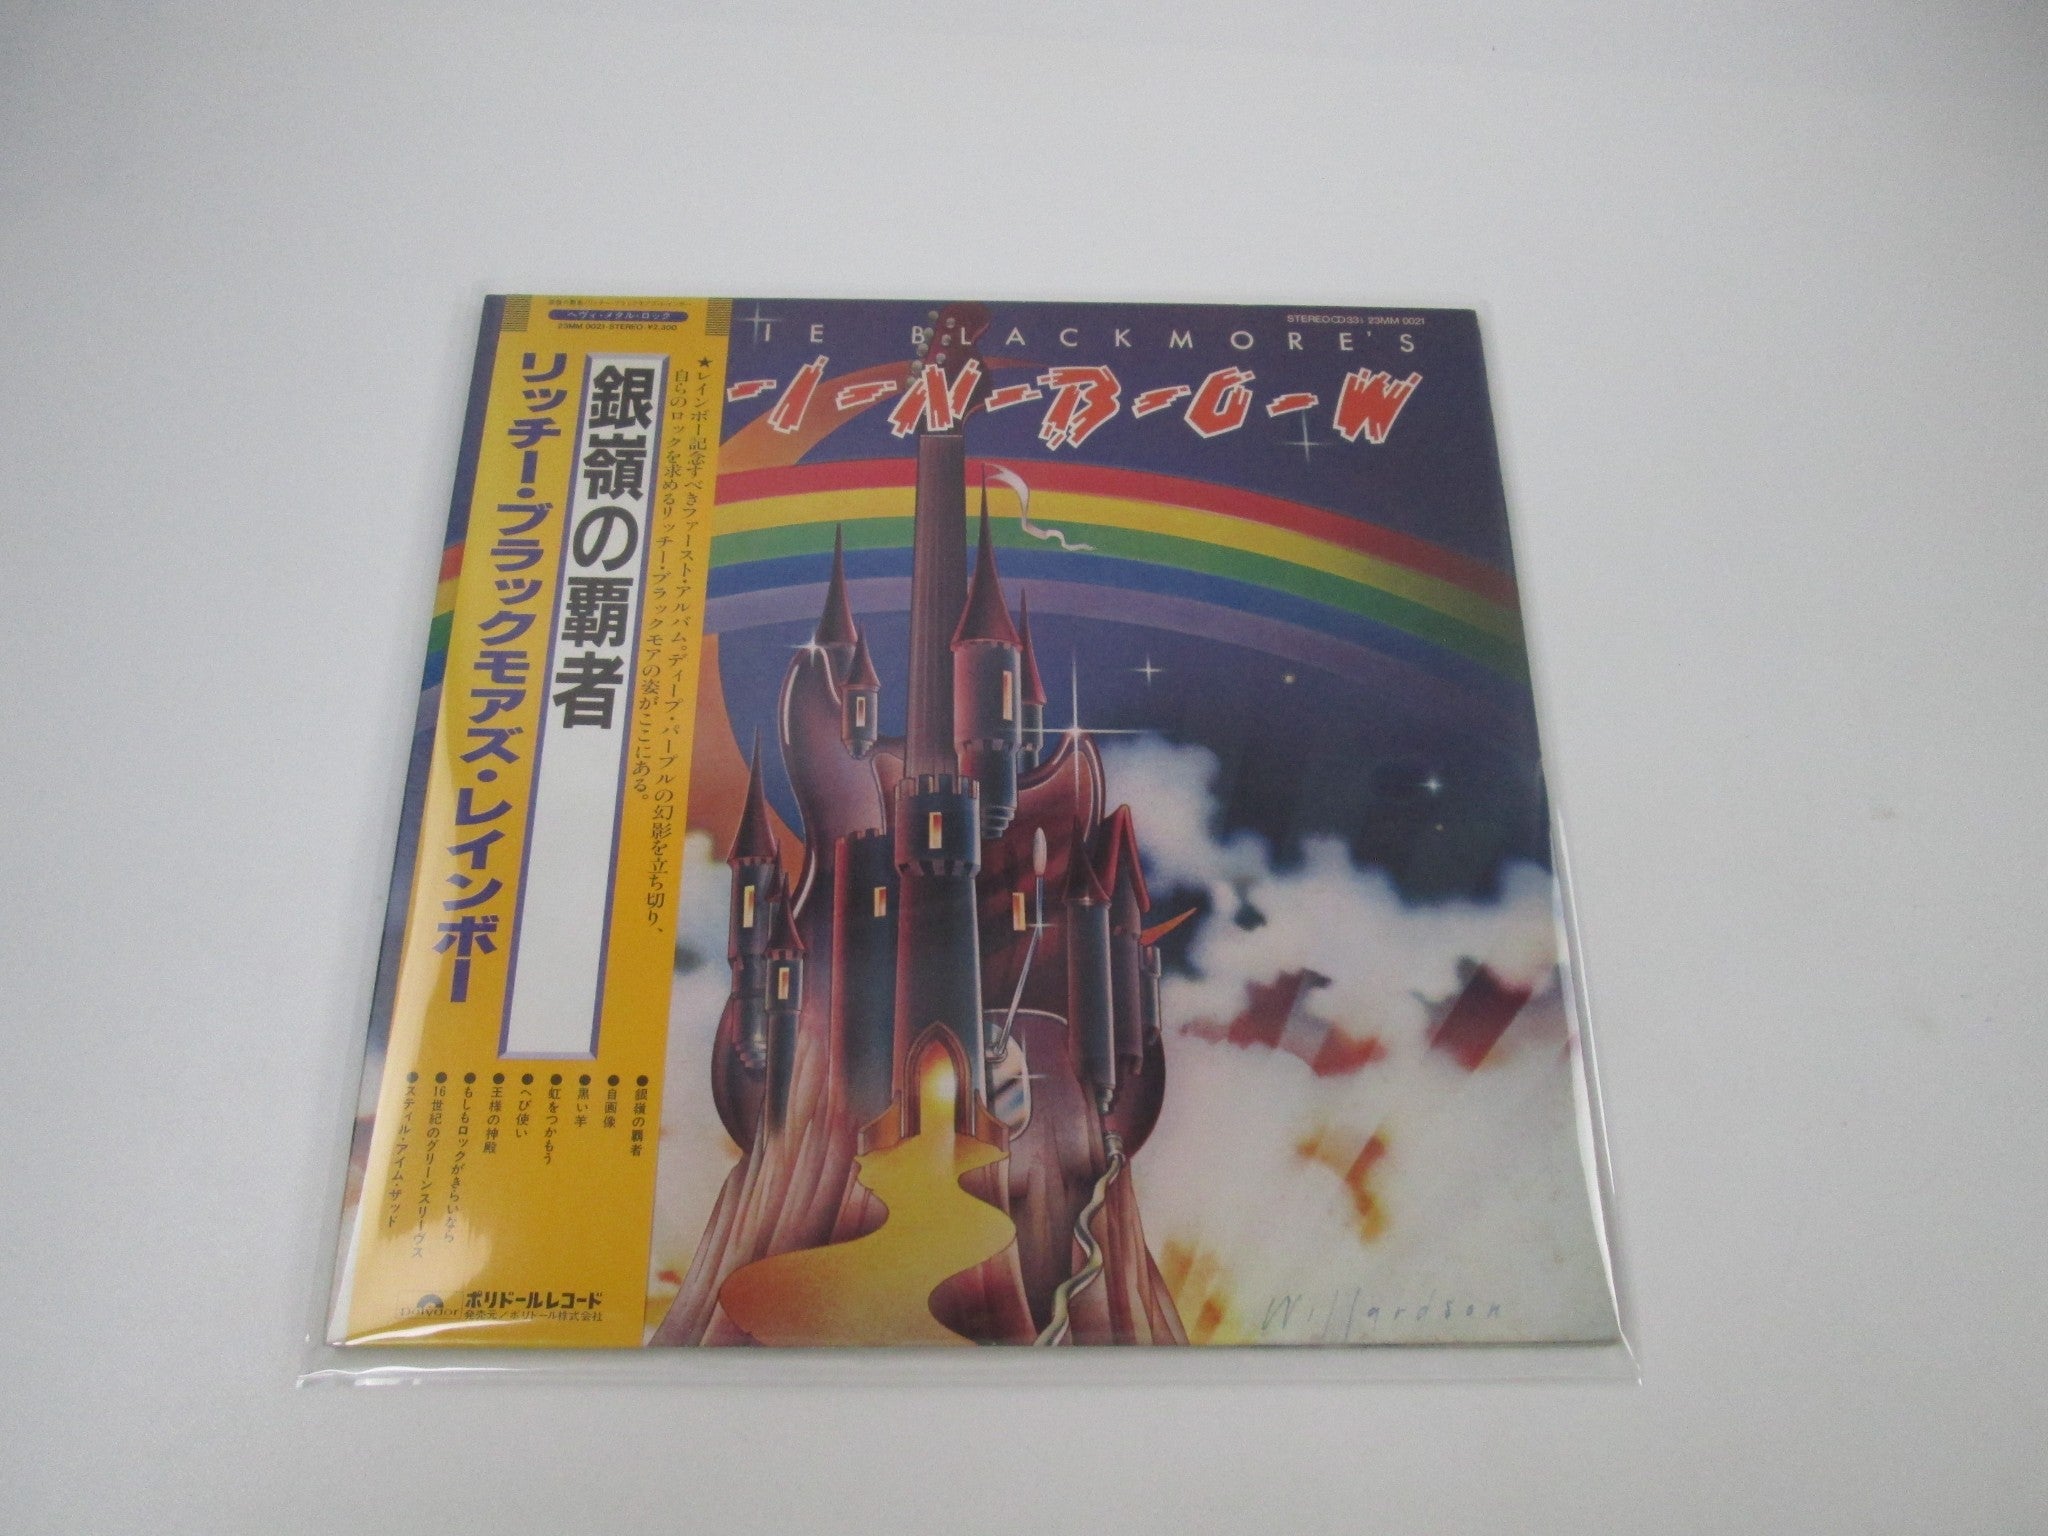 ヘヴィ・メタル・ロック
23MM 0021・STEREO ¥2,300
リッチー・ブラックモアズ・レインボー
銀嶺の覇者
★レインボー記念すべきファースト・アルバム。ディープ・パープルの幻影を立ち切り、
自らのロックを求めるリッチー・ブラックモアの姿がここにある。
●銀嶺の覇者
●自画像
●黒い羊
●虹をつかもう
●へび使い
●王様の神殿
●もしもロックがきらいなら
●16世紀のグリーンスリーヴス
●スティル・アイム・サッド
polydor
ポリドールレコード
発売元/ポリドール株式会社
STEREO 33⅓ 23MM 0021
IE BLACKMORE'S
-I-N-B-O-W
Willardson